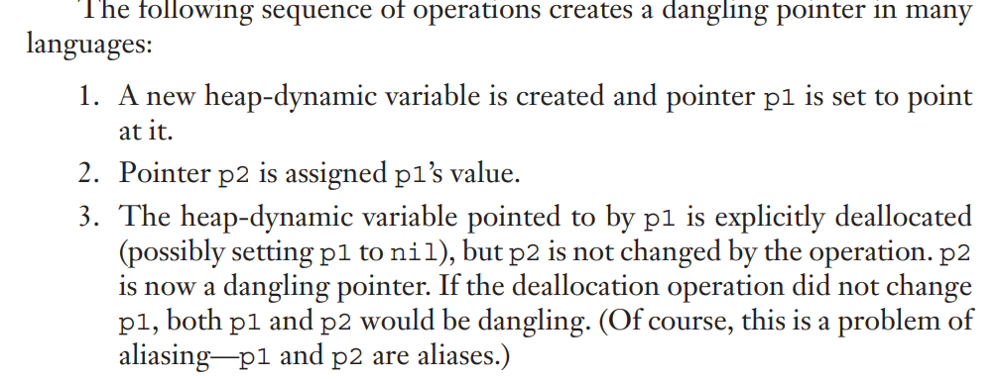 The following sequence of operations creates a dangling pointer in many
languages:
1. A new heap-dynamic variable is created and pointer p1 is set to point
at it.
2. Pointer p2 is assigned p1’s value.
3. The heap-dynamic variable pointed to by p1 is explicitly deallocated
(possibly setting p1 to nil), but p2 is not changed by the operation. p2
is now a dangling pointer. If the deallocation operation did not change
p1, both p1 and p2 would be dangling. (Of course, this is a problem of
aliasing—p1 and p2 are aliases.)